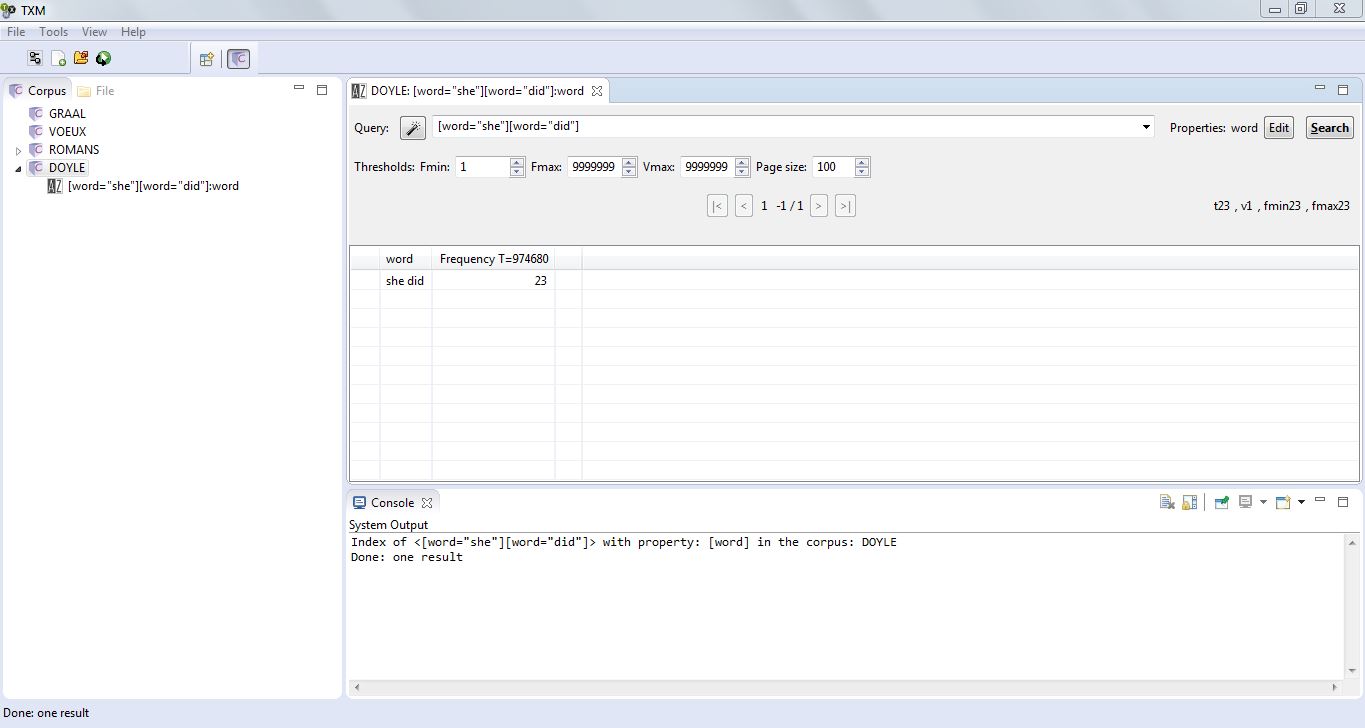 TXM
File Tools View Help
Corpus File
GRAAL
VOEUX
ROMANS
DOYLE
AZ [word="she"][word="did"]:word
AZ DOYLE: [word="she"][word="did"]:word
Query: [word="she"][word="did"] Properties: word Edit Search
Thresholds: Fmin: 1 Fmax: 9999999 Vmax: 9999999 Page size: 100
|< < 1 -1 / 1 > >| t23 , v1 , fmin23 , fmax23
word Frequency T=974680
she did 23
Console
System Output
Index of <[word="she"][word="did"]> with property: [word] in the corpus: DOYLE
Done: one result
Done: one result